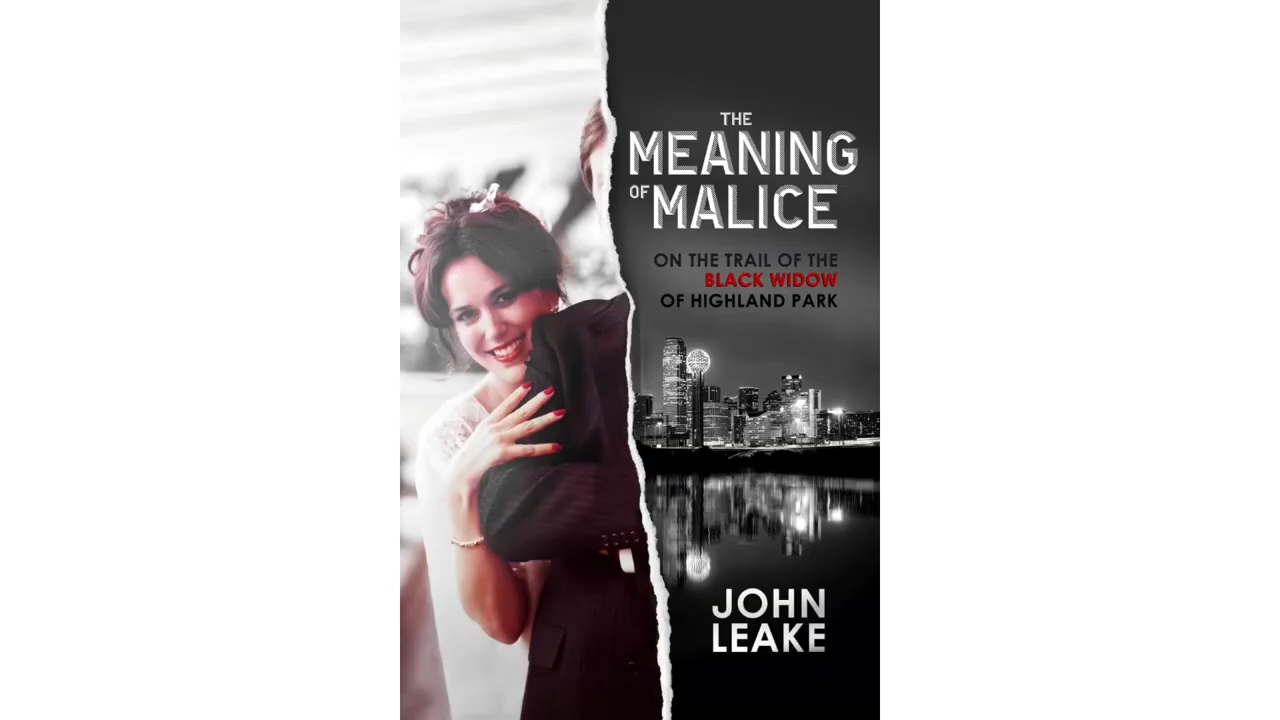 THE
MEANING
OF MALICE
ON THE TRAIL OF THE
BLACK WIDOW
OF HIGHLAND PARK
JOHN
LEAKE